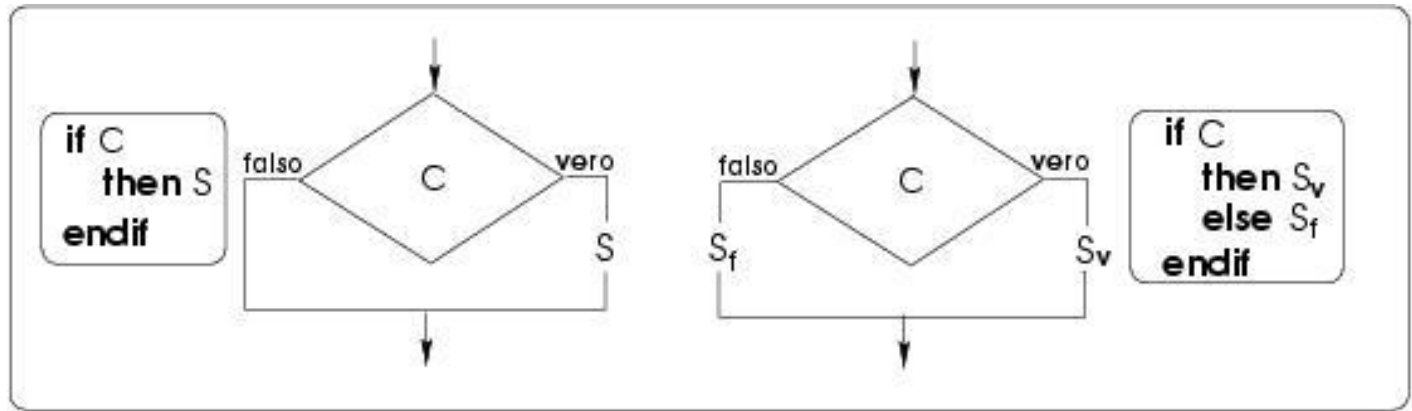 if C
then S
endif
falso
C
vero
S
falso
C
vero
Sf
Sv
if C
then Sv
else Sf
endif